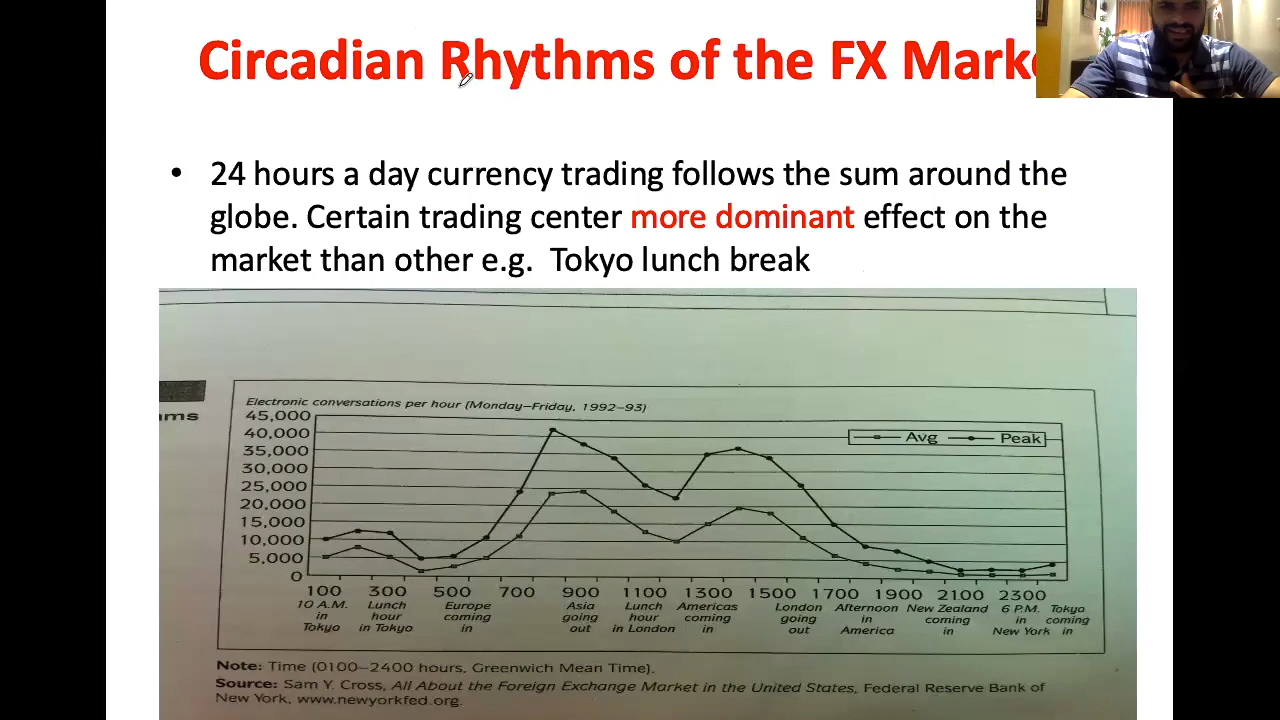 Circadian Rhythms of the FX Mark
• 24 hours a day currency trading follows the sum around the
globe. Certain trading center more dominant effect on the
market than other e.g. Tokyo lunch break
ms
Electronic conversations per hour (Monday–Friday, 1992–93)
45,000
40,000
35,000
30,000
25,000
20,000
15,000
10,000
5,000
0
Avg Peak
100 300 500 700 900 1100 1300 1500 1700 1900 2100 2300
10 A.M. Lunch Europe Asia Lunch Americas London Afternoon New Zealand 6 P.M. Tokyo
in hour coming going hour coming going in coming in coming
Tokyo in Tokyo in out in London in out America in New York in
Note: Time (0100–2400 hours, Greenwich Mean Time).
Source: Sam Y. Cross, All About the Foreign Exchange Market in the United States, Federal Reserve Bank of
New York, www.newyorkfed.org.